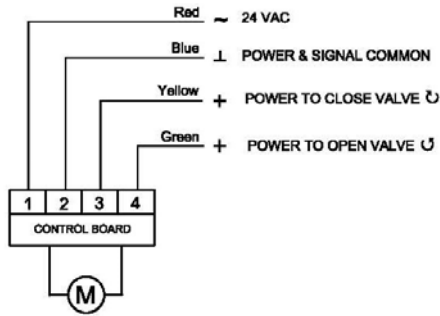 Red ~ 24 VAC
Blue ⊥ POWER & SIGNAL COMMON
Yellow + POWER TO CLOSE VALVE ↻
Green + POWER TO OPEN VALVE ↺
1 2 3 4
CONTROL BOARD
M